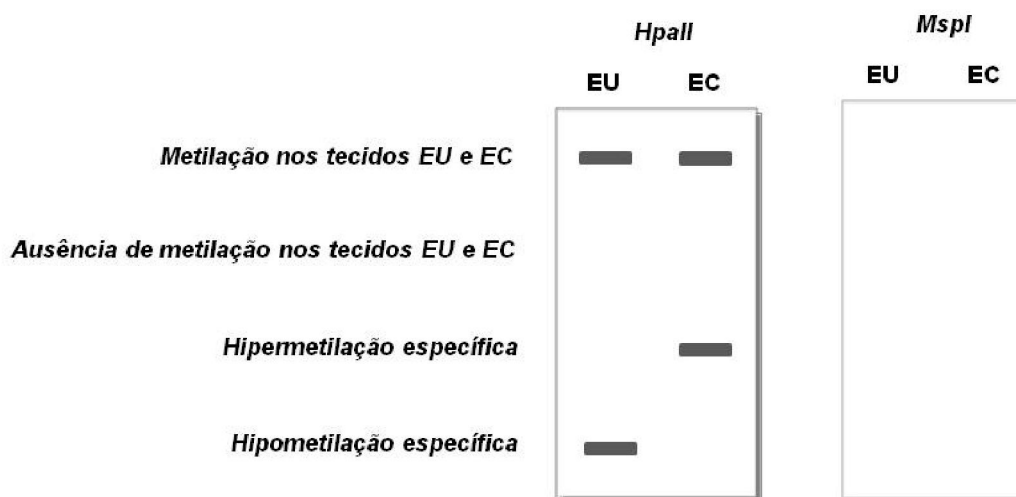 HpaII MspI
EU EC EU EC
Metilação nos tecidos EU e EC
Ausência de metilação nos tecidos EU e EC
Hipermetilação específica
Hipometilação específica